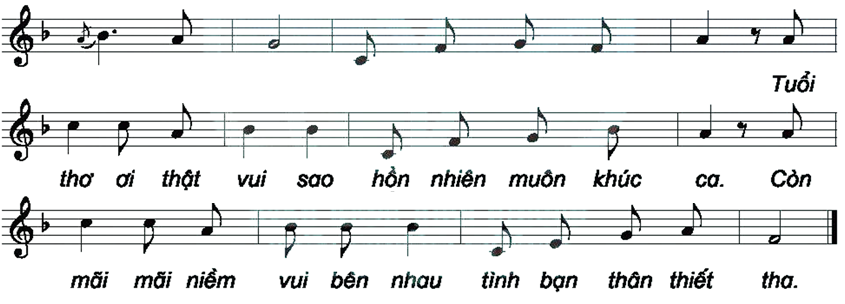 Tuổi
thơ ơi thật vui sao hồn nhiên muôn khúc ca. Còn
mãi mãi niềm vui bên nhau tình bạn thân thiết tha.